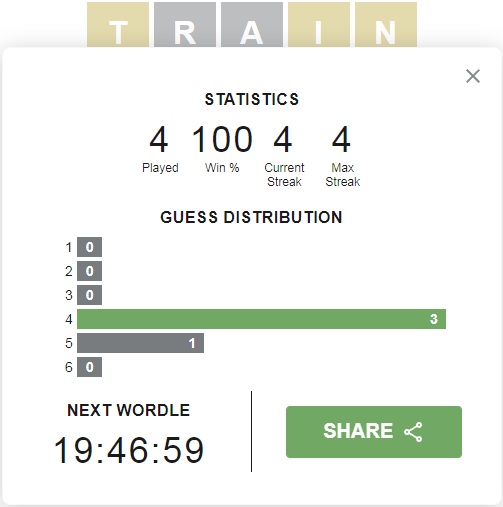 TRAIN
STATISTICS
4 100 4 4
Played Win % Current Streak Max Streak
GUESS DISTRIBUTION
1 0
2 0
3 0
4 3
5 1
6 0
NEXT WORDLE
19:46:59
SHARE